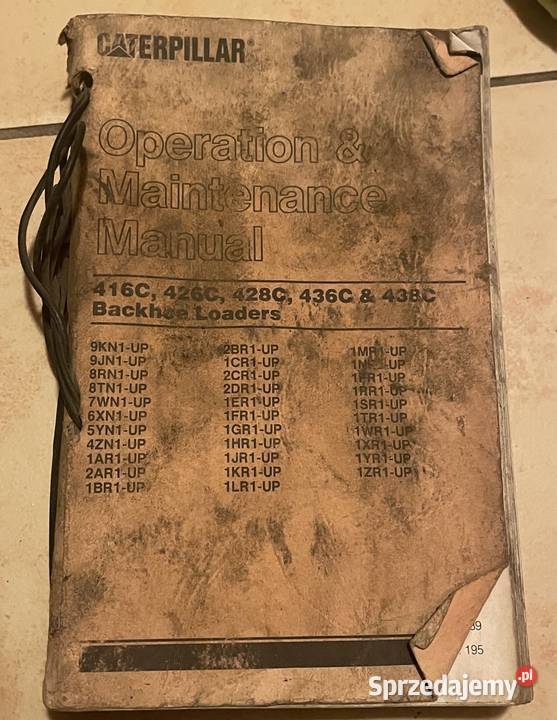 CATERPILLAR®
Operation &
Maintenance
Manual
416C, 426C, 428C, 436C & 438C
Backhoe Loaders
9KN1-UP
9JN1-UP
8RN1-UP
8TN1-UP
7WN1-UP
6XN1-UP
5YN1-UP
4ZN1-UP
1AR1-UP
2AR1-UP
1BR1-UP
2BR1-UP
1CR1-UP
2CR1-UP
2DR1-UP
1ER1-UP
1FR1-UP
1GR1-UP
1HR1-UP
1JR1-UP
1KR1-UP
1LR1-UP
1MR1-UP
1RR1-UP
1SR1-UP
1TR1-UP
1WR1-UP
1XR1-UP
1YR1-UP
1ZR1-UP
39
195
Sprzedajemy.pl